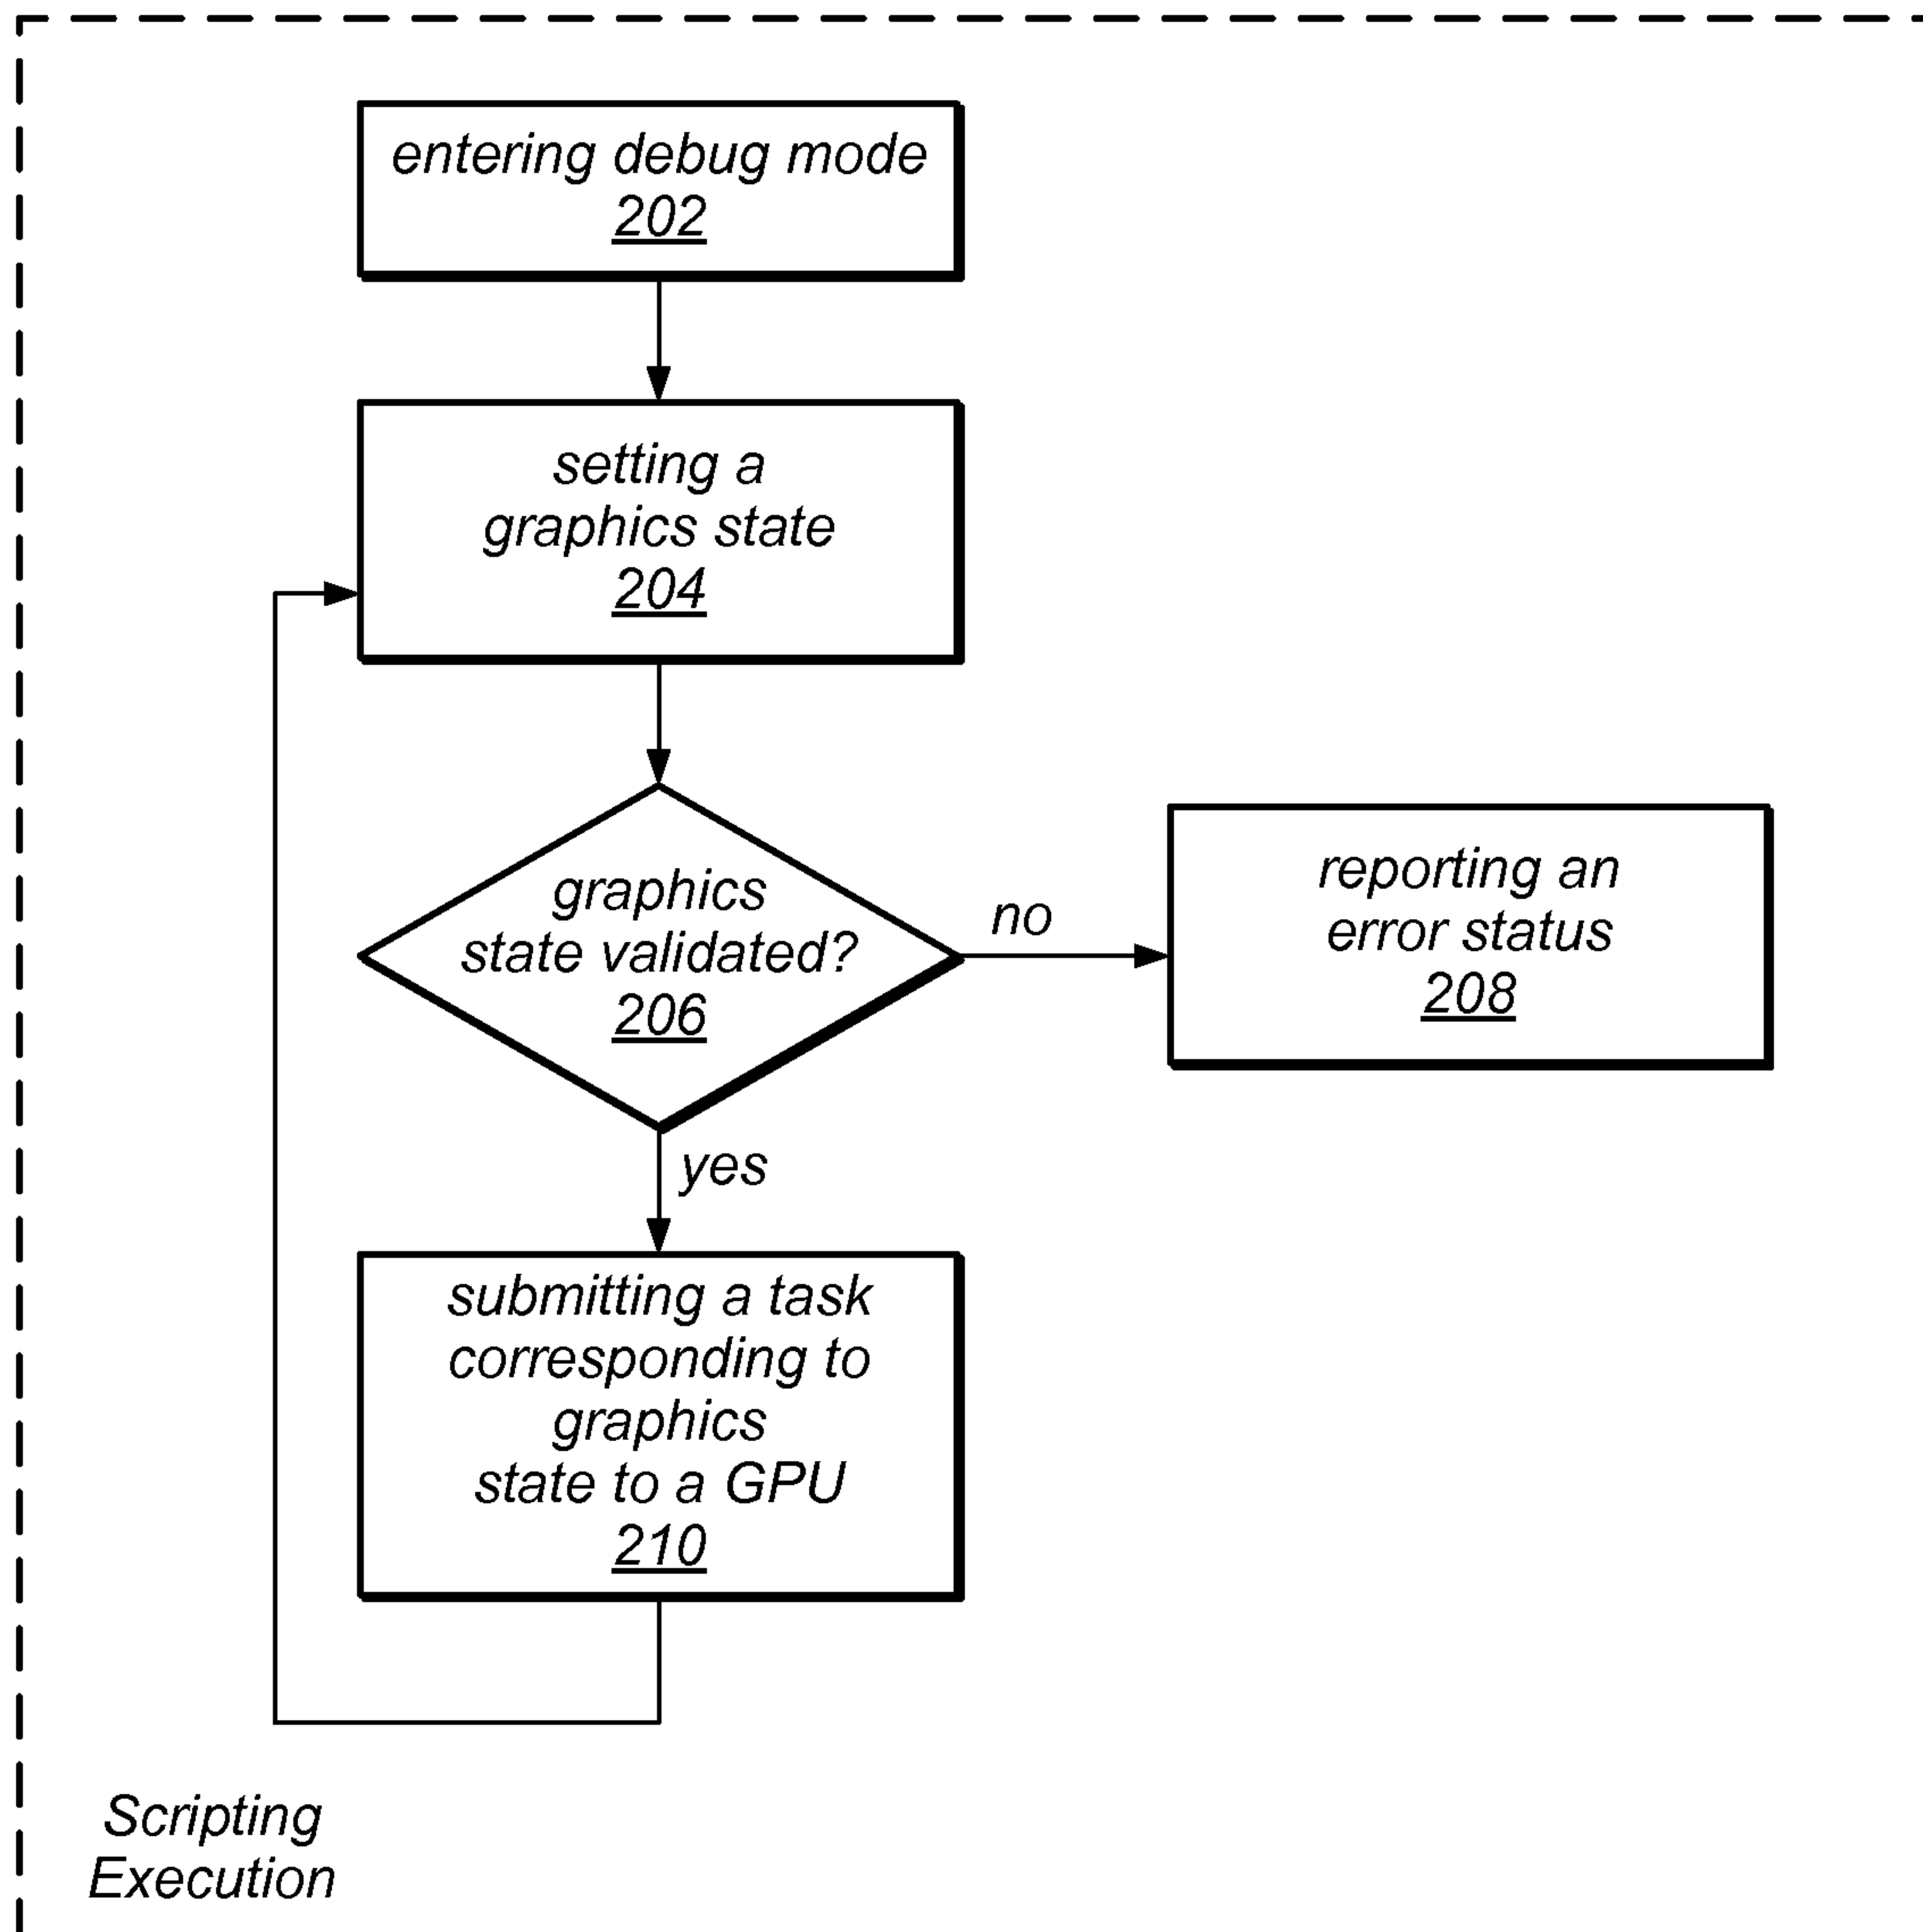 entering debug mode
202
setting a
graphics state
204
graphics
state validated?
206
no
reporting an
error status
208
yes
submitting a task
corresponding to
graphics
state to a GPU
210
Scripting
Execution